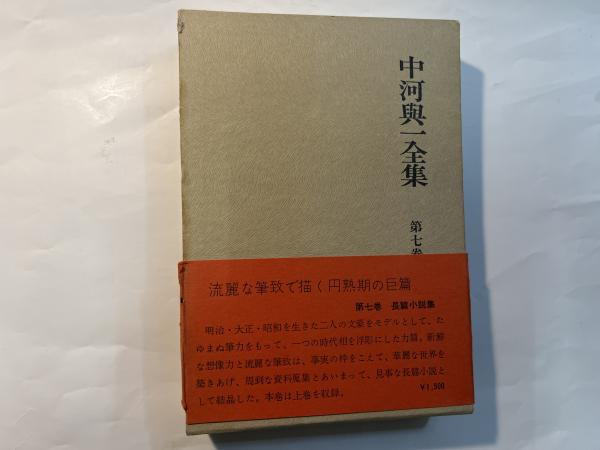 中河與一全集
第七巻
流麗な筆致で描く円熟期の巨篇
第七巻　長篇小説集
明治・大正・昭和を生きた二人の文豪をモデルとして、た
ゆまぬ筆力をもって、一つの時代相を浮彫にした力篇。新鮮
な想像力と流麗な筆致は、事実の枠をこえて、華麗な世界を
築きあげ、周到な資料蒐集とあいまって、見事な長篇小説と
して結晶した。本巻は上巻を収録。
￥1,500